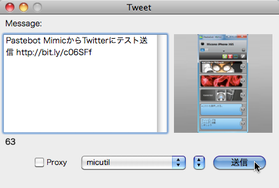 Tweet
Message:
Pastebot MimicからTwitterにテスト送
信 http://bit.ly/c06SFf
63
Proxy
micutil
送信